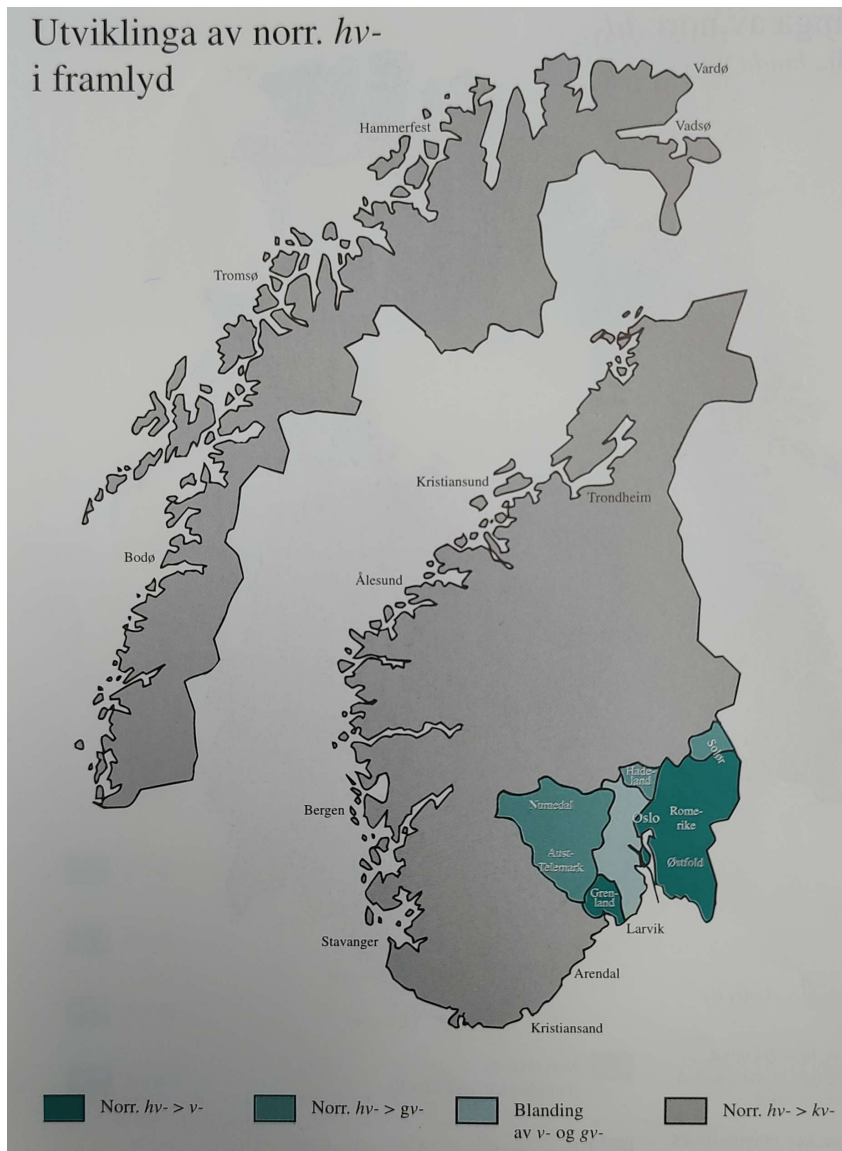 Utviklinga av norr. hv-
i framlyd
Vardø
Hammerfest
Vadsø
Tromsø
Kristiansund
Trondheim
Bodø
Ålesund
Solør
Hade-
land
Bergen
Numedal
Oslo
Rome-
rike
Aust-
Telemark
Østfold
Gren-
land
Larvik
Stavanger
Arendal
Kristiansand
Norr. hv- > v-
Norr. hv- > gv-
Blanding
av v- og gv-
Norr. hv- > kv-